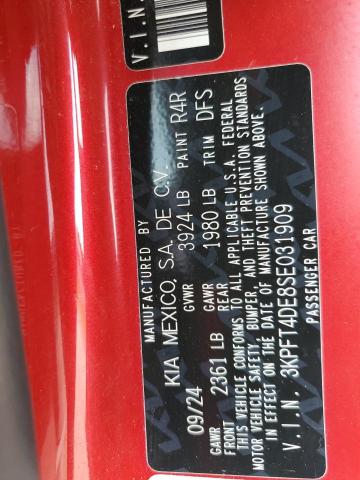 V.I.N.
MANUFACTURED BY
KIA MEXICO, S.A. DE C.V.
09/24 GVWR 3924 LB PAINT R4R
GAWR FRONT 2361 LB GAWR REAR 1980 LB TRIM DFS
THIS VEHICLE CONFORMS TO ALL APPLICABLE U.S.A. FEDERAL
MOTOR VEHICLE SAFETY, BUMPER, AND THEFT PREVENTION STANDARDS
IN EFFECT ON THE DATE OF MANUFACTURE SHOWN ABOVE.
V.I.N. 3KPFT4DE8SE031909
PASSENGER CAR